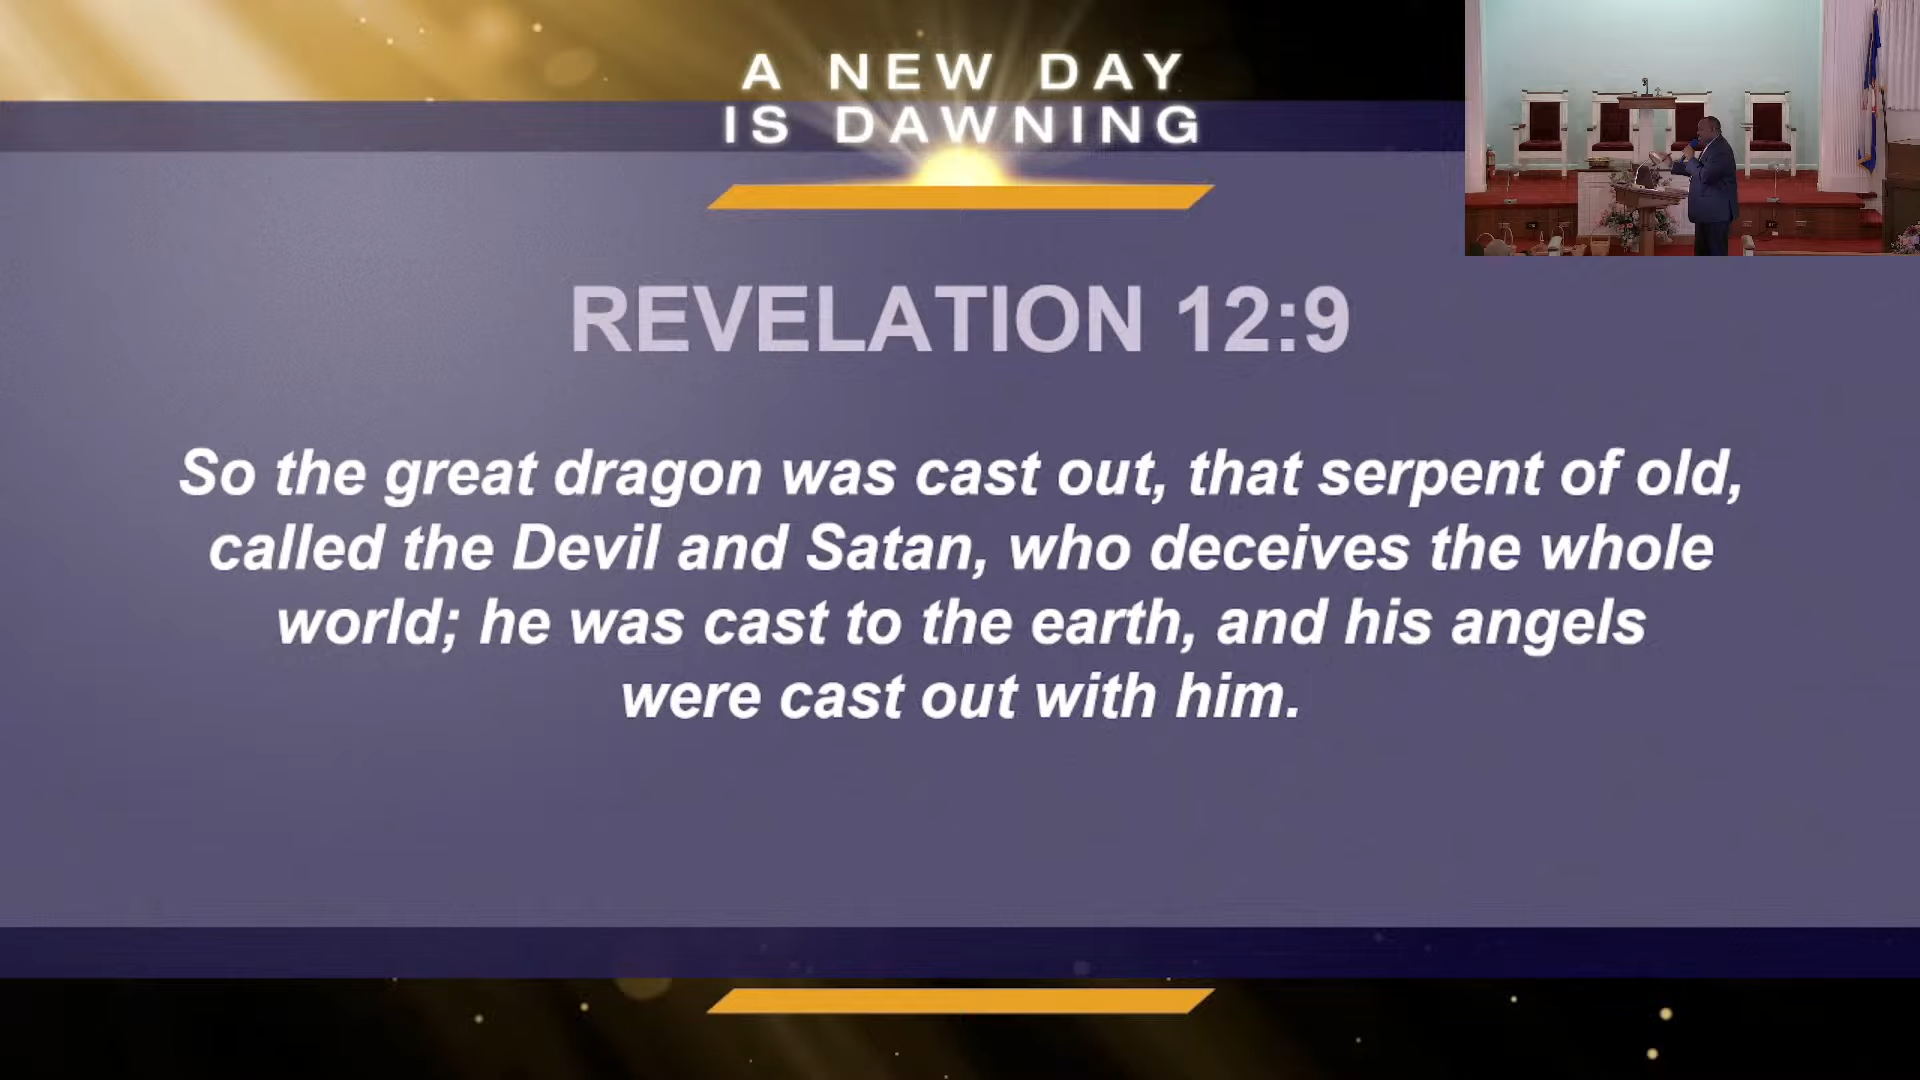 A NEW DAY
IS DAWNING
REVELATION 12:9
So the great dragon was cast out, that serpent of old,
called the Devil and Satan, who deceives the whole
world; he was cast to the earth, and his angels
were cast out with him.